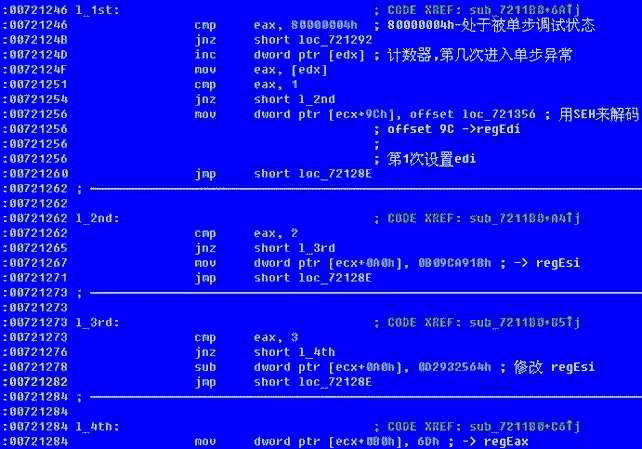 :00721246 l_1st: ; CODE XREF: sub_7211B0+6A↑j
:00721246 cmp eax, 80000004h ; 80000004h-处于被单步调试状态
:0072124B jnz short loc_721292
:0072124D inc dword ptr [edx] ; 计数器,第几次进入单步异常
:0072124F mov eax, [edx]
:00721251 cmp eax, 1
:00721254 jnz short l_2nd
:00721256 mov dword ptr [ecx+9Ch], offset loc_721356 ; 用SEH来解码
:00721256 ; offset 9C ->regEdi
:00721256 ;
:00721256 ; 第1次设置edi
:00721260 jmp short loc_72128E
:00721262 ;
:00721262
:00721262 l_2nd: ; CODE XREF: sub_7211B0+A4↑j
:00721262 cmp eax, 2
:00721265 jnz short l_3rd
:00721267 mov dword ptr [ecx+0A0h], 0B09CA91Bh ; -> regEsi
:00721271 jmp short loc_72128E
:00721273 ;
:00721273
:00721273 l_3rd: ; CODE XREF: sub_7211B0+B5↑j
:00721273 cmp eax, 3
:00721276 jnz short l_4th
:00721278 sub dword ptr [ecx+0A0h], 0D2932564h ; 修改 regEsi
:00721282 jmp short loc_72128E
:00721284 ;
:00721284
:00721284 l_4th: ; CODE XREF: sub_7211B0+C6↑j
:00721284 mov dword ptr [ecx+0B0h], 6Dh ; -> regEax